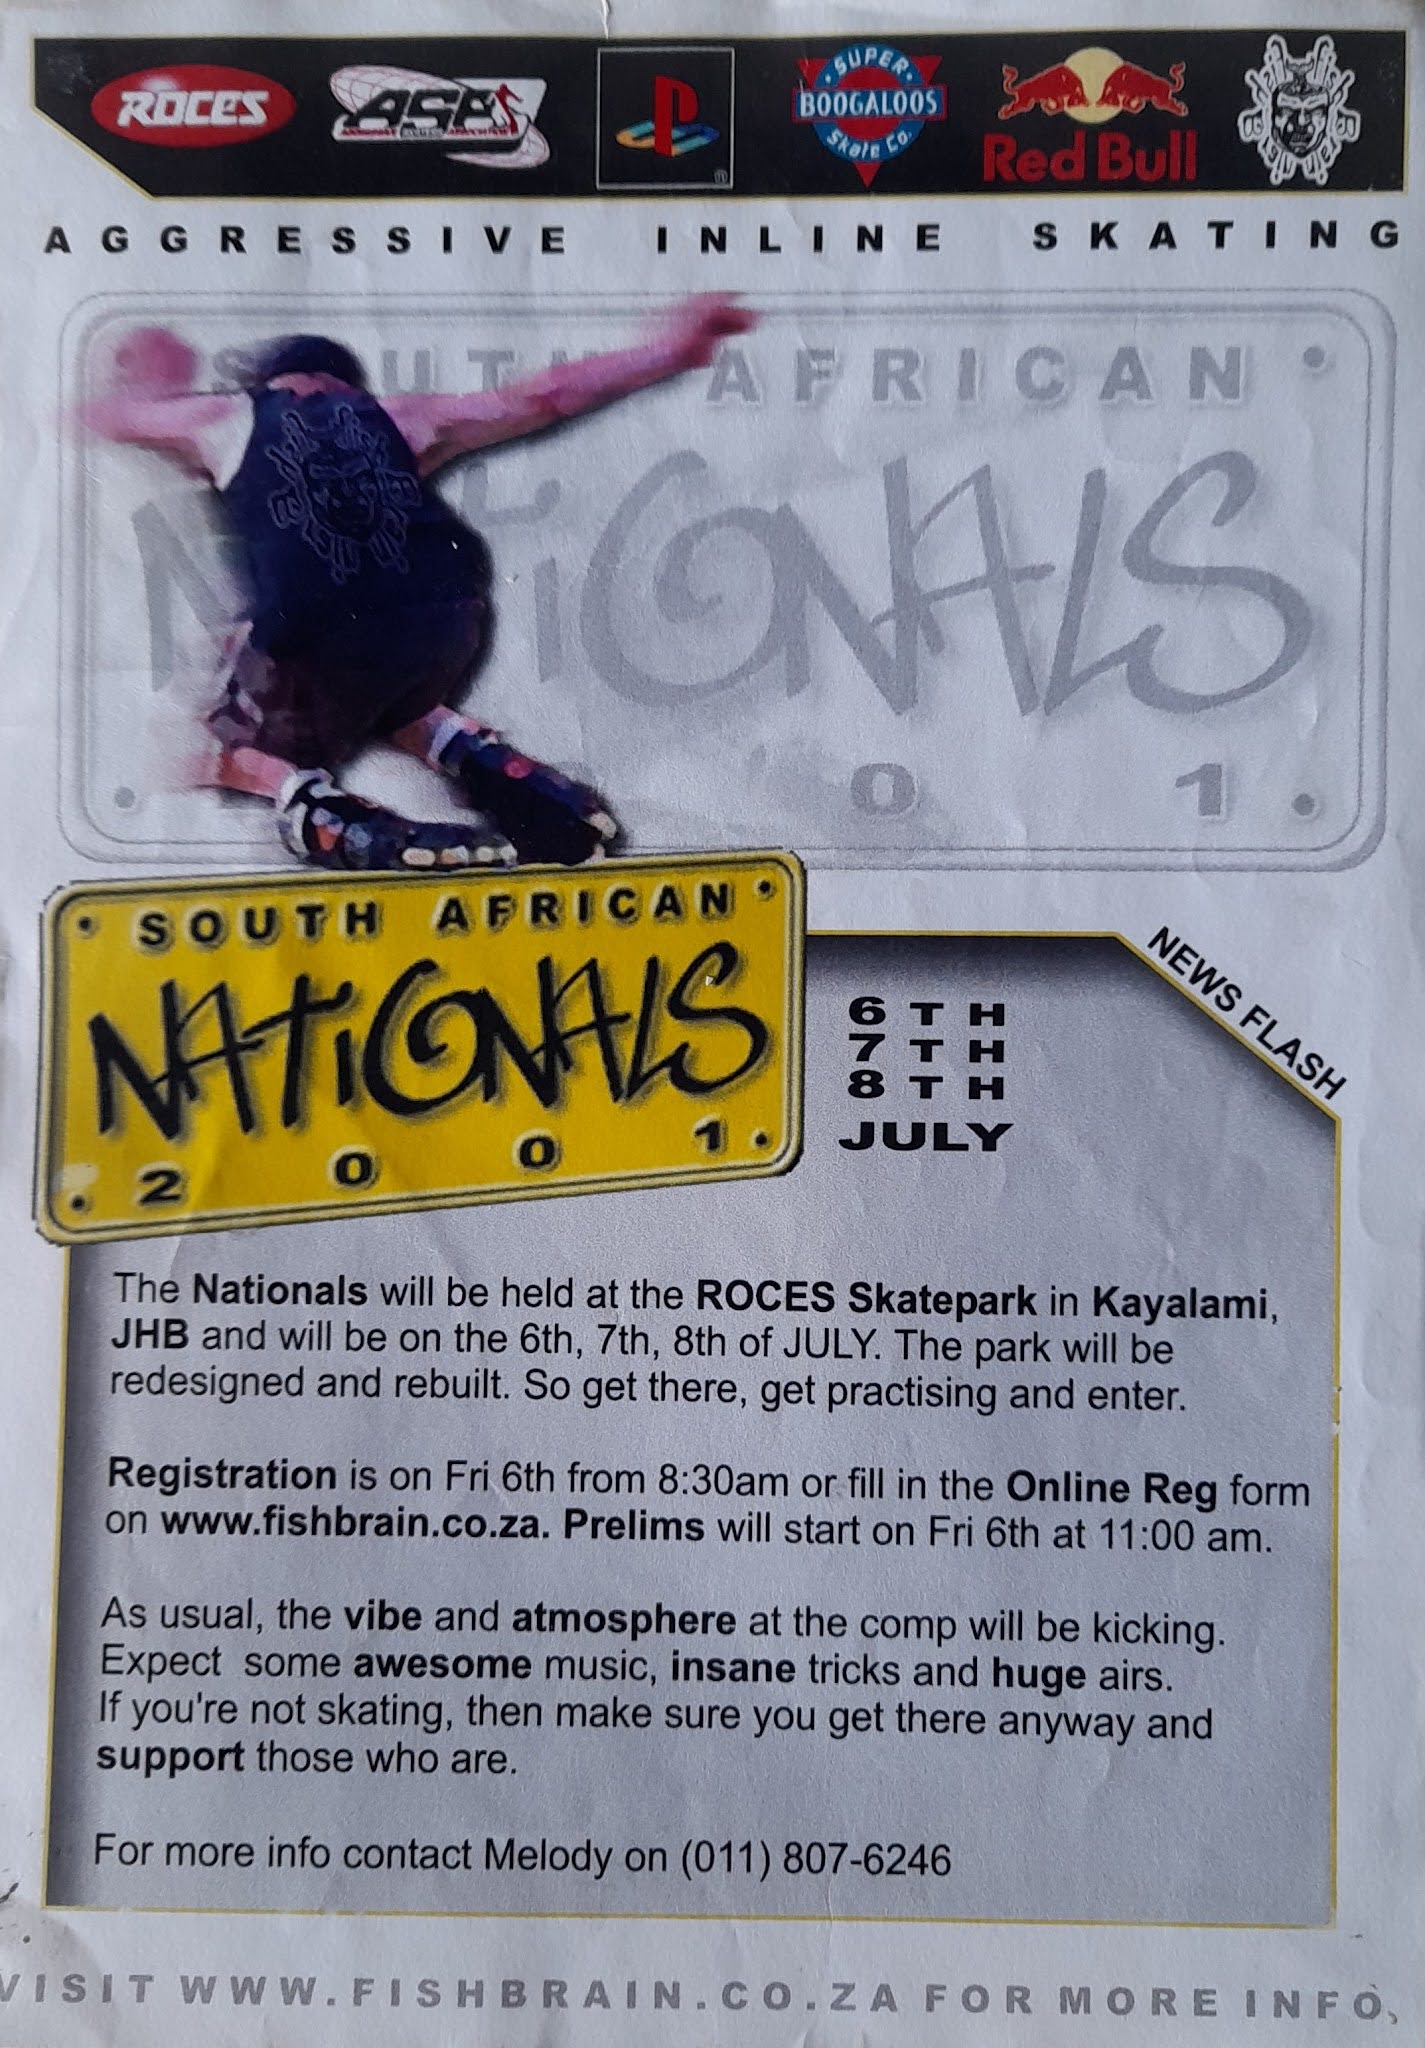 ROCES
ASA
SUPER
BOOGALOOS
Skate Co.
Red Bull
AGGRESSIVE INLINE SKATING
SOUTH AFRICAN
NATIONALS
0 1
SOUTH AFRICAN
NATIONALS
2 0 0 1
NEWS FLASH
6TH
7TH
8TH
JULY
The Nationals will be held at the ROCES Skatepark in Kayalami,
JHB and will be on the 6th, 7th, 8th of JULY. The park will be
redesigned and rebuilt. So get there, get practising and enter.
Registration is on Fri 6th from 8:30am or fill in the Online Reg form
on www.fishbrain.co.za. Prelims will start on Fri 6th at 11:00 am.
As usual, the vibe and atmosphere at the comp will be kicking.
Expect some awesome music, insane tricks and huge airs.
If you're not skating, then make sure you get there anyway and
support those who are.
For more info contact Melody on (011) 807-6246
VISIT WWW.FISHBRAIN.CO.ZA FOR MORE INFO,